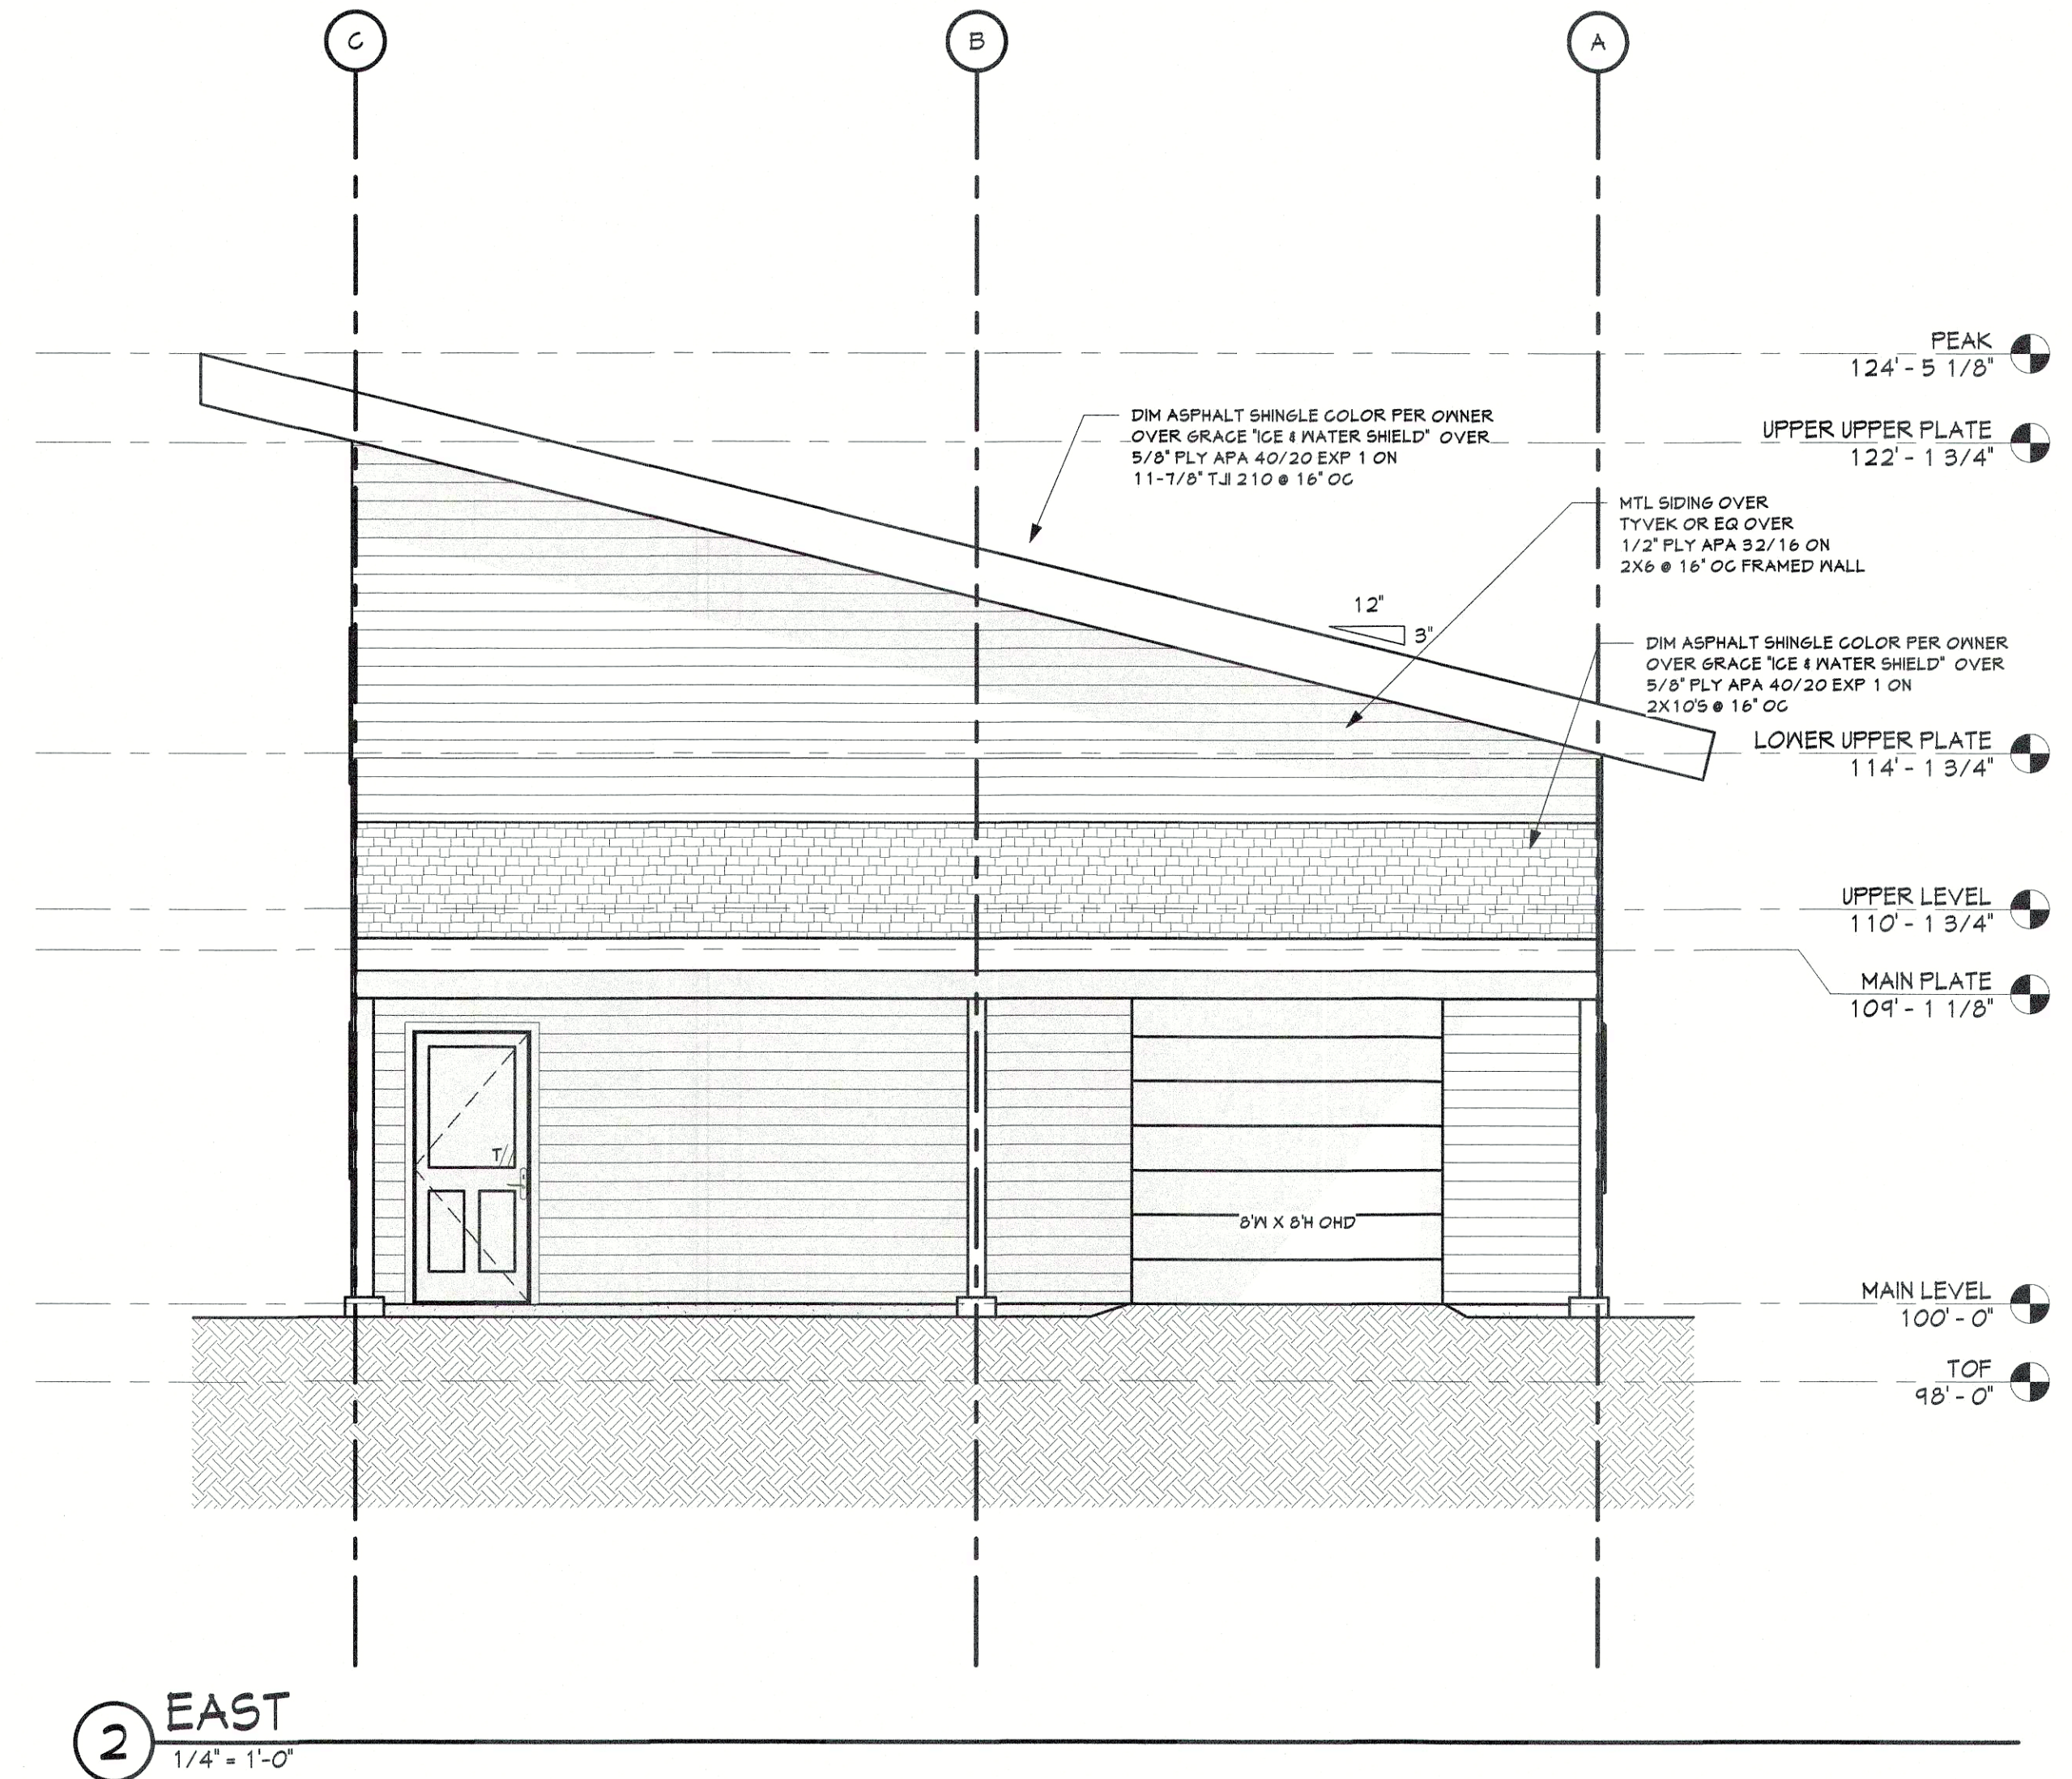 C
B
A
PEAK
124' - 5 1/8"
DIM ASPHALT SHINGLE COLOR PER OWNER
OVER GRACE "ICE & WATER SHIELD" OVER
5/8" PLY APA 40/20 EXP 1 ON
11-7/8" TJI 210 @ 16" OC
UPPER UPPER PLATE
122' - 1 3/4"
MTL SIDING OVER
TYVEK OR EQ OVER
1/2" PLY APA 32/16 ON
2X6 @ 16" OC FRAMED WALL
12"
3"
DIM ASPHALT SHINGLE COLOR PER OWNER
OVER GRACE "ICE & WATER SHIELD" OVER
5/8" PLY APA 40/20 EXP 1 ON
2X10'S @ 16" OC
LOWER UPPER PLATE
114' - 1 3/4"
UPPER LEVEL
110' - 1 3/4"
MAIN PLATE
109' - 1 1/8"
T
8'W X 8'H OHD
MAIN LEVEL
100' - 0"
TOF
98' - 0"
2
EAST
1/4" = 1'-0"